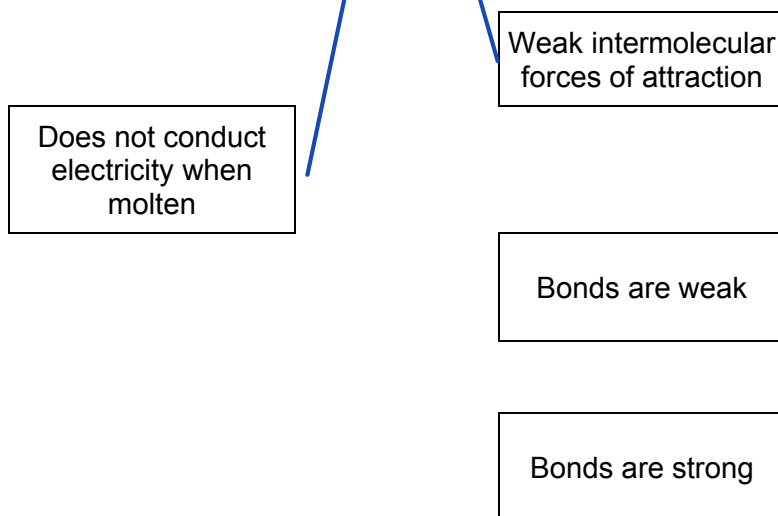 Weak intermolecular
forces of attraction
Does not conduct
electricity when
molten
Bonds are weak
Bonds are strong